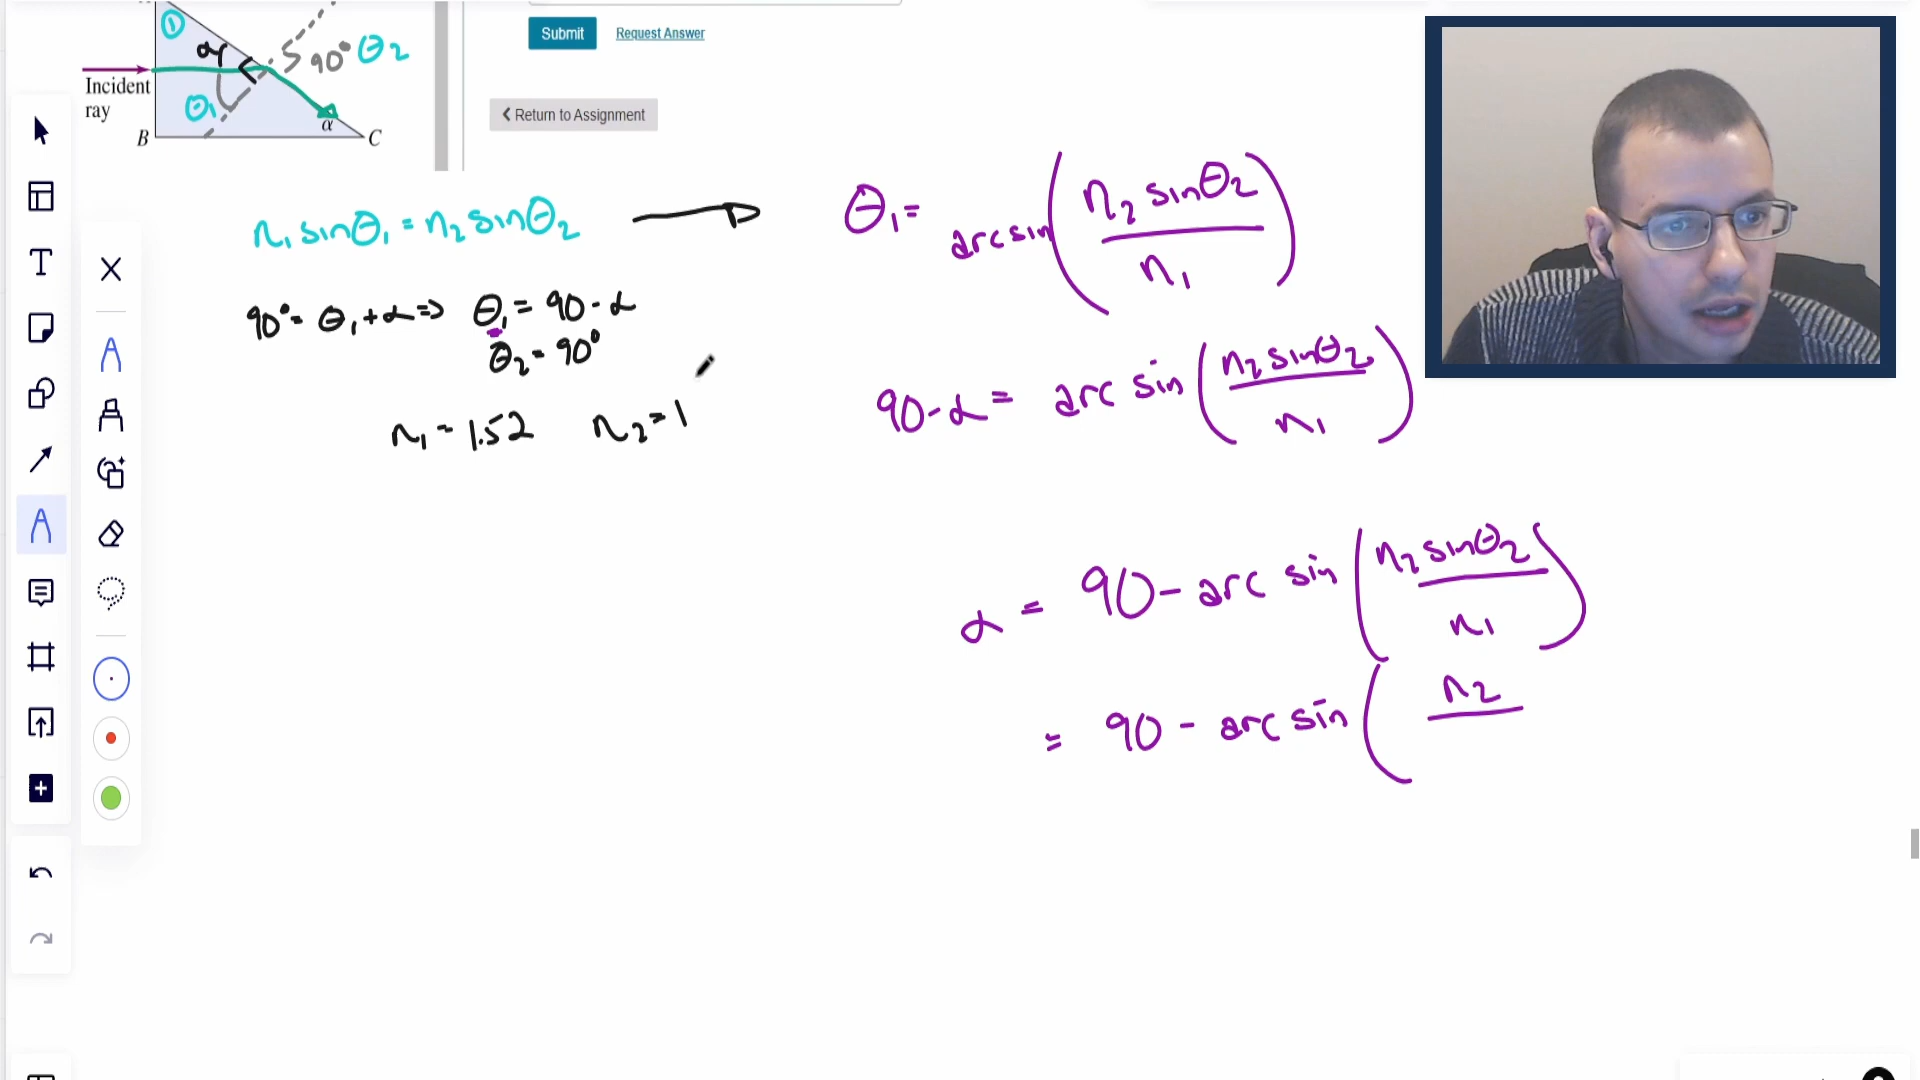 Submit
Request Answer
Return to Assignment
①
α
90° θ2
Incident
ray
θ1
α
B
C
n1 sinθ1 = n2 sinθ2
90° = θ1 + α => θ1 = 90 - α
θ2 = 90°
n1 = 1.52 n2 = 1
θ1 = arcsin( n2 sinθ2 / n1 )
90 - α = arc sin ( n2 sinθ2 / n1 )
α = 90 - arc sin ( n2 sinθ2 / n1 )
= 90 - arc sin ( n2